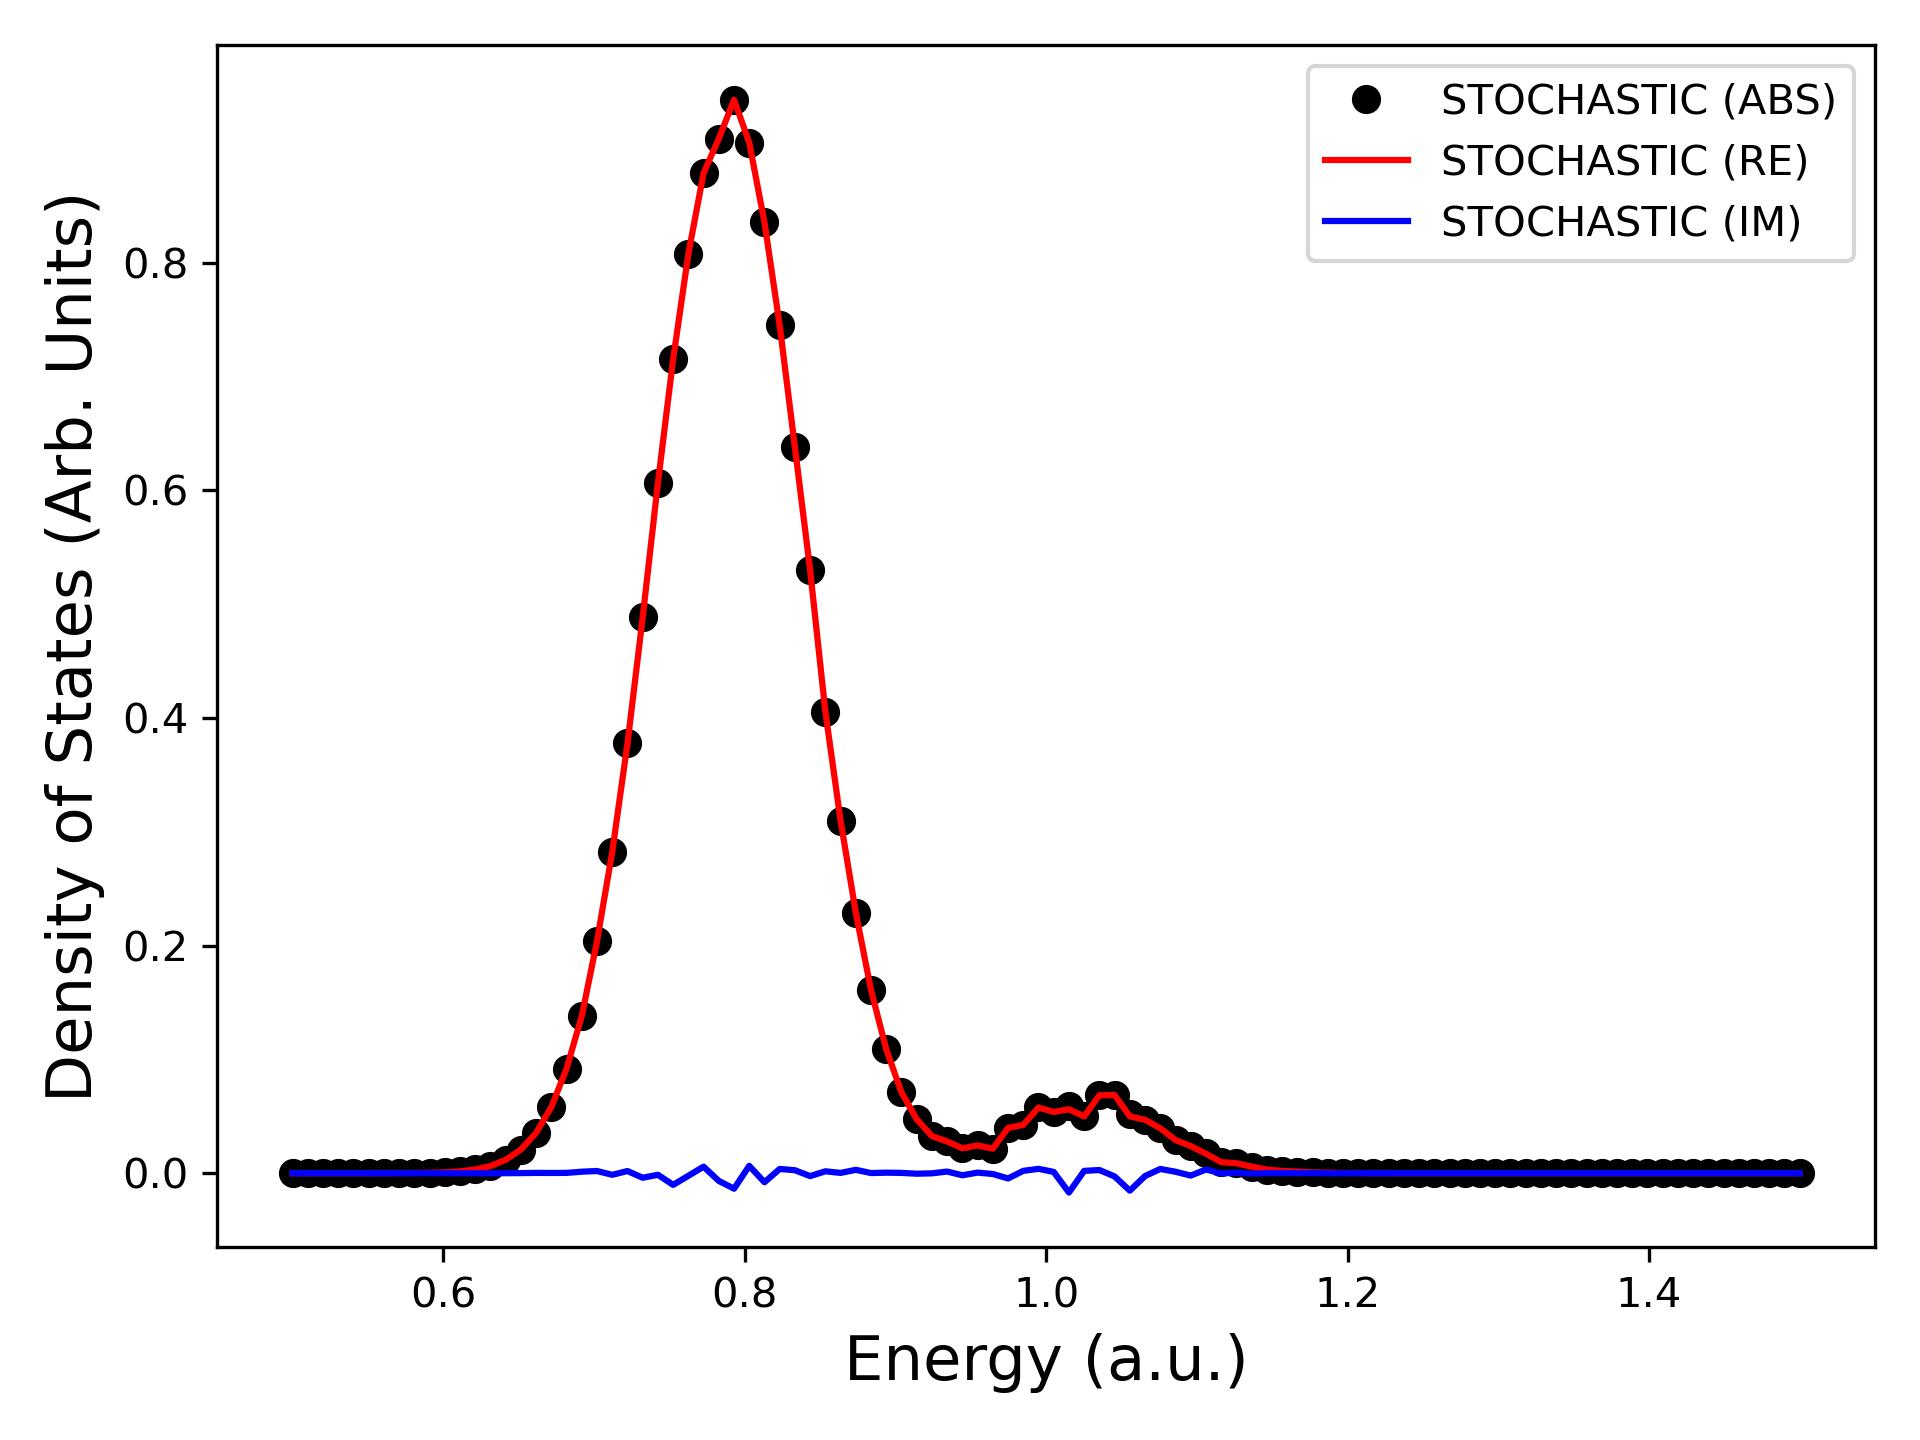 STOCHASTIC (ABS)
STOCHASTIC (RE)
STOCHASTIC (IM)
Density of States (Arb. Units)
0.8
0.6
0.4
0.2
0.0
0.6 0.8 1.0 1.2 1.4
Energy (a.u.)